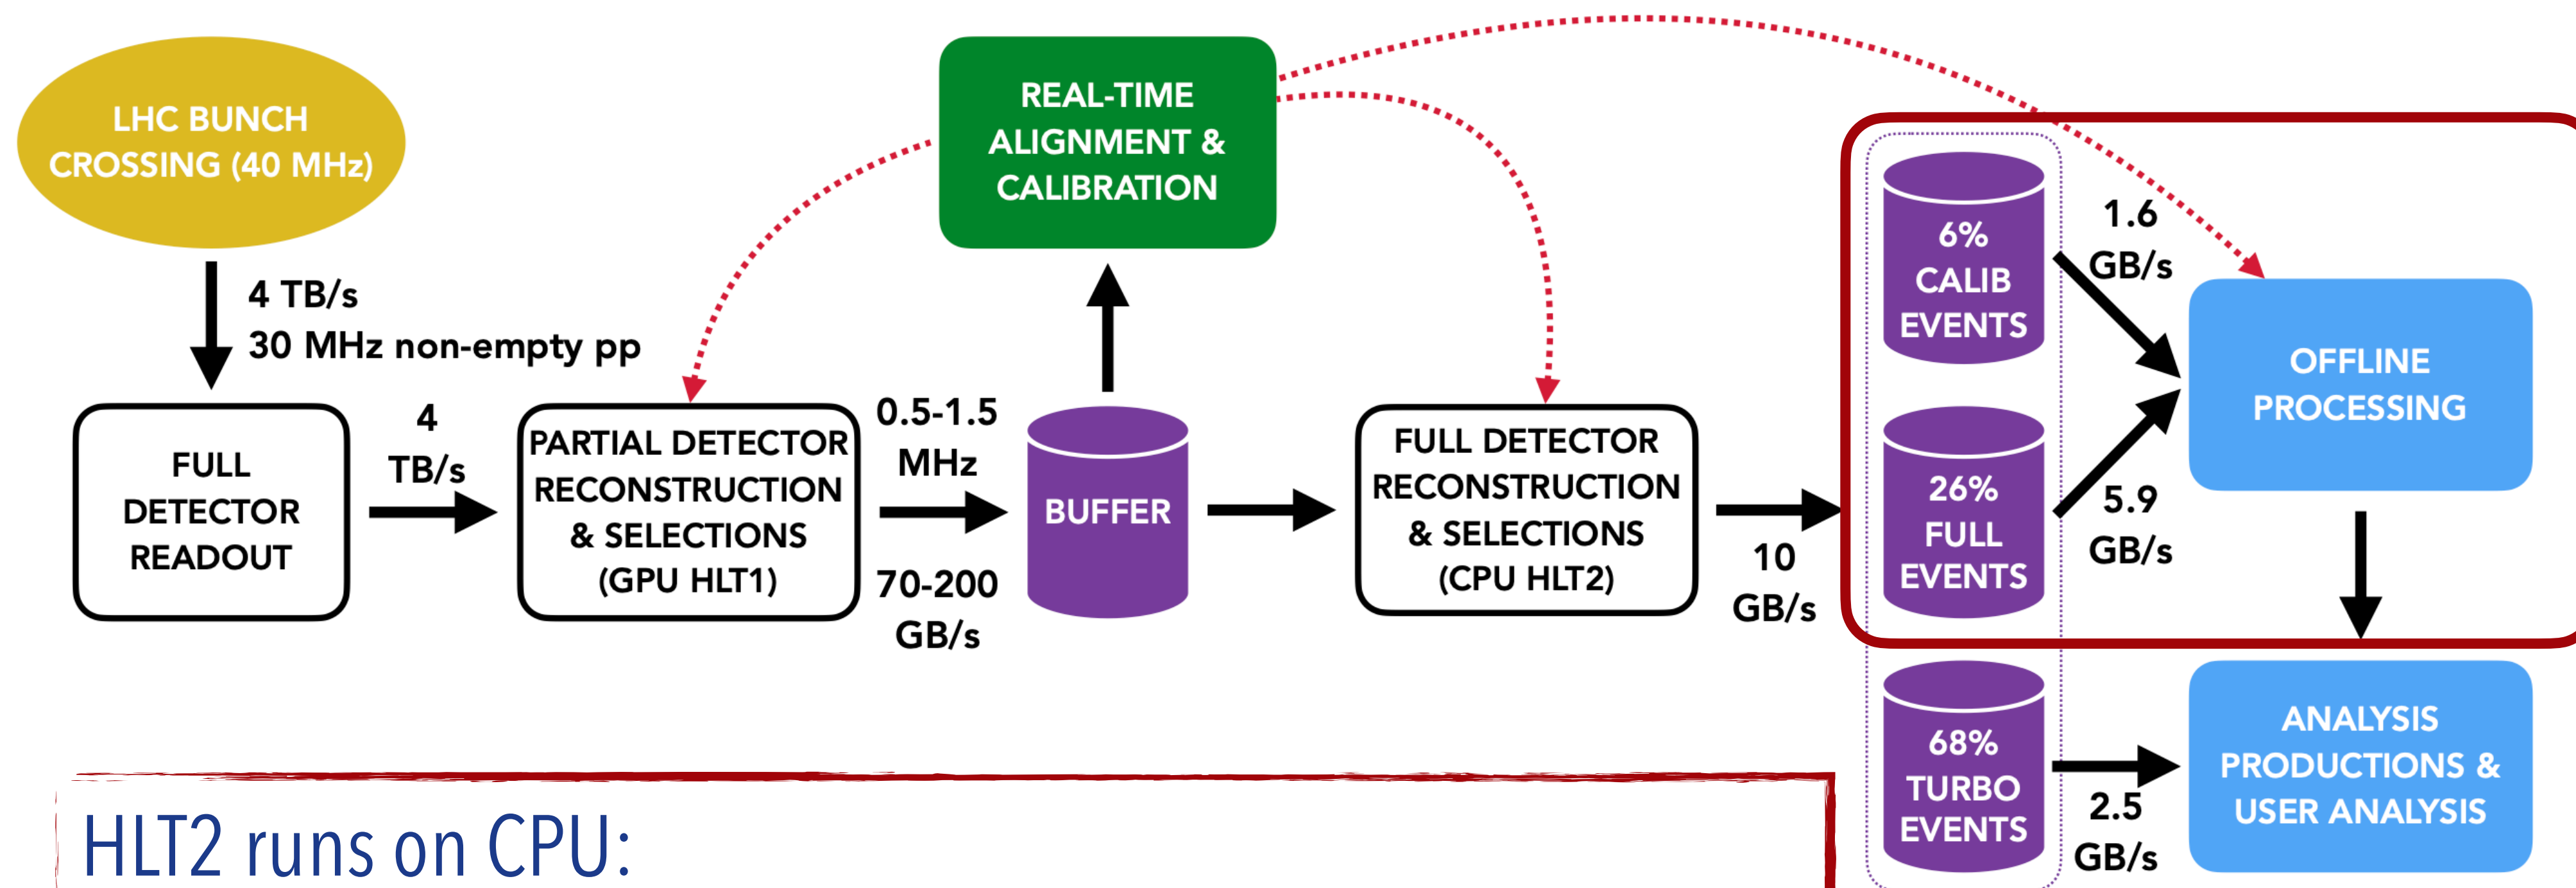 LHC BUNCH
CROSSING (40 MHz)
4 TB/s
30 MHz non-empty pp
FULL
DETECTOR
READOUT
4
TB/s
PARTIAL DETECTOR
RECONSTRUCTION
& SELECTIONS
(GPU HLT1)
0.5-1.5
MHz
70-200
GB/s
REAL-TIME
ALIGNMENT &
CALIBRATION
BUFFER
FULL DETECTOR
RECONSTRUCTION
& SELECTIONS
(CPU HLT2)
10
GB/s
6%
CALIB
EVENTS
1.6
GB/s
26%
FULL
EVENTS
5.9
GB/s
OFFLINE
PROCESSING
68%
TURBO
EVENTS
2.5
GB/s
ANALYSIS
PRODUCTIONS &
USER ANALYSIS
HLT2 runs on CPU: